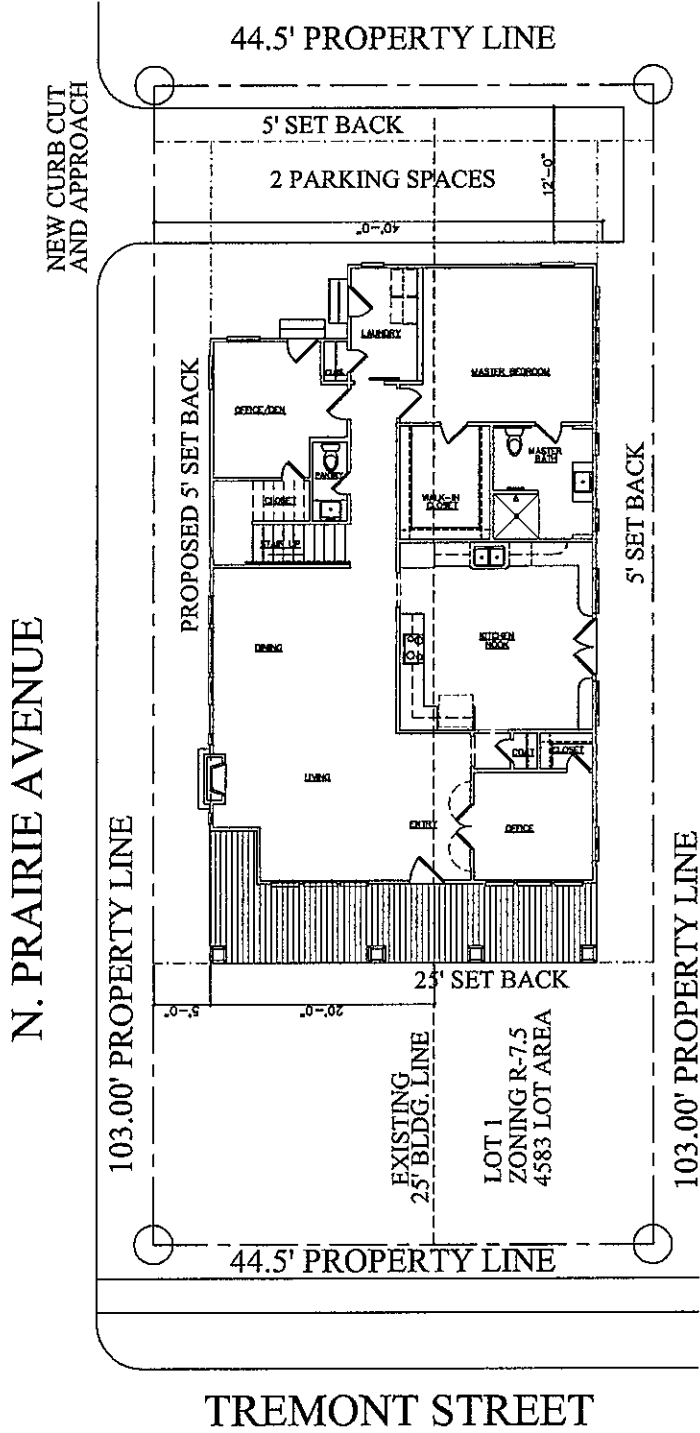 44.5' PROPERTY LINE
NEW CURB CUT
AND APPROACH
5' SET BACK
2 PARKING SPACES
12'-0"
40'-0"
LAUNDRY
MASTER BEDROOM
OFFICE/DEN
PROPOSED 5' SET BACK
MASTER
BATH
WALK-IN
CLOSET
CLOSET
STAIR UP
5' SET BACK
KITCHEN
NOOK
DINING
N. PRAIRIE AVENUE
COAT
CLOSET
LIVING
ENTRY
OFFICE
103.00' PROPERTY LINE
103.00' PROPERTY LINE
25' SET BACK
5'-0"
20'-0"
EXISTING
25' BLDG. LINE
LOT 1
ZONING R-7.5
4583 LOT AREA
44.5' PROPERTY LINE
TREMONT STREET